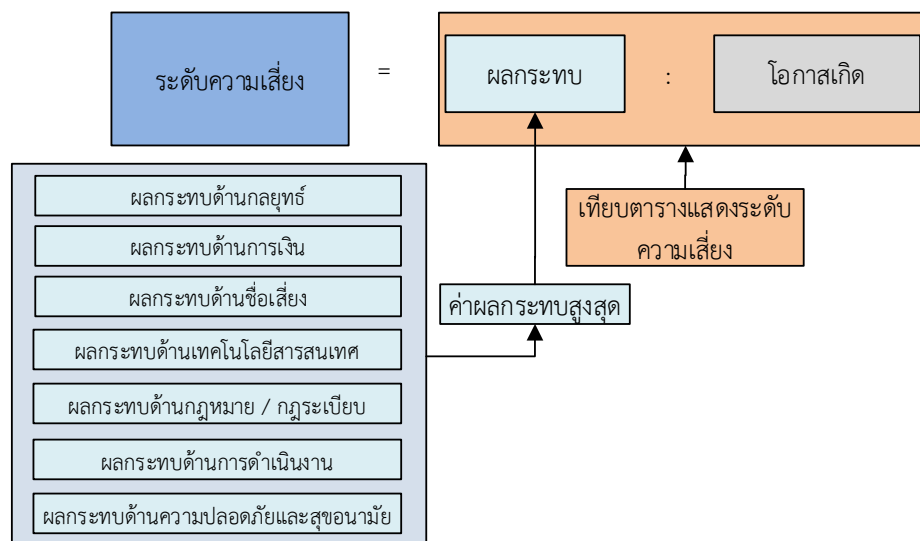 ระดับความเสี่ยง = ผลกระทบ : โอกาสเกิด
ผลกระทบด้านกลยุทธ์
ผลกระทบด้านการเงิน
ผลกระทบด้านชื่อเสี่ยง
ผลกระทบด้านเทคโนโลยีสารสนเทศ
ผลกระทบด้านกฎหมาย / กฎระเบียบ
ผลกระทบด้านการดำเนินงาน
ผลกระทบด้านความปลอดภัยและสุขอนามัย
ค่าผลกระทบสูงสุด
เทียบตารางแสดงระดับ
ความเสี่ยง